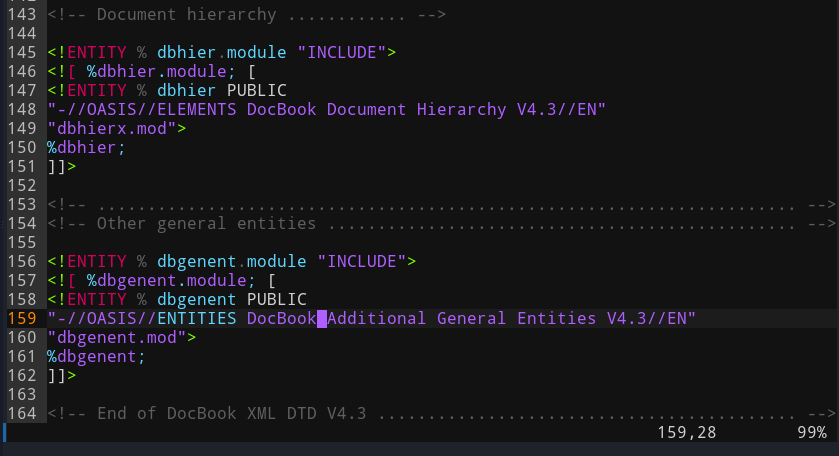 143 <!-- Document hierarchy ............ -->
144
145 <!ENTITY % dbhier.module "INCLUDE">
146 <![ %dbhier.module; [
147 <!ENTITY % dbhier PUBLIC
148 "-//OASIS//ELEMENTS DocBook Document Hierarchy V4.3//EN"
149 "dbhierx.mod">
150 %dbhier;
151 ]]>
152
153 <!-- ...................................................................... -->
154 <!-- Other general entities ............................................... -->
155
156 <!ENTITY % dbgenent.module "INCLUDE">
157 <![ %dbgenent.module; [
158 <!ENTITY % dbgenent PUBLIC
159 "-//OASIS//ENTITIES DocBook Additional General Entities V4.3//EN"
160 "dbgenent.mod">
161 %dbgenent;
162 ]]>
163
164 <!-- End of DocBook XML DTD V4.3 .......................................... -->
159,28 99%